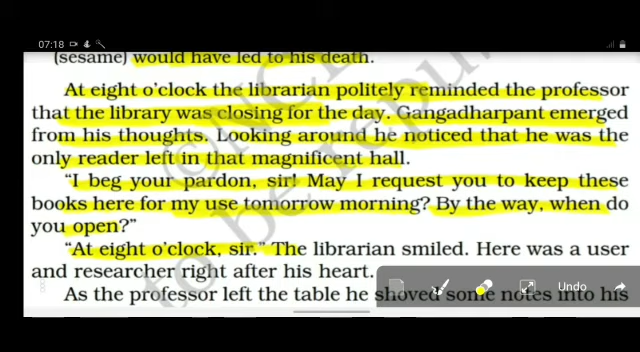 07:18
(sesame) would have led to his death.
At eight o'clock the librarian politely reminded the professor
that the library was closing for the day. Gangadharpant emerged
from his thoughts. Looking around he noticed that he was the
only reader left in that magnificent hall.
"I beg your pardon, sir! May I request you to keep these
books here for my use tomorrow morning? By the way, when do
you open?"
"At eight o'clock, sir." The librarian smiled. Here was a user
and researcher right after his heart.
Undo
As the professor left the table he shoved some notes into his
© NCE
to be repu